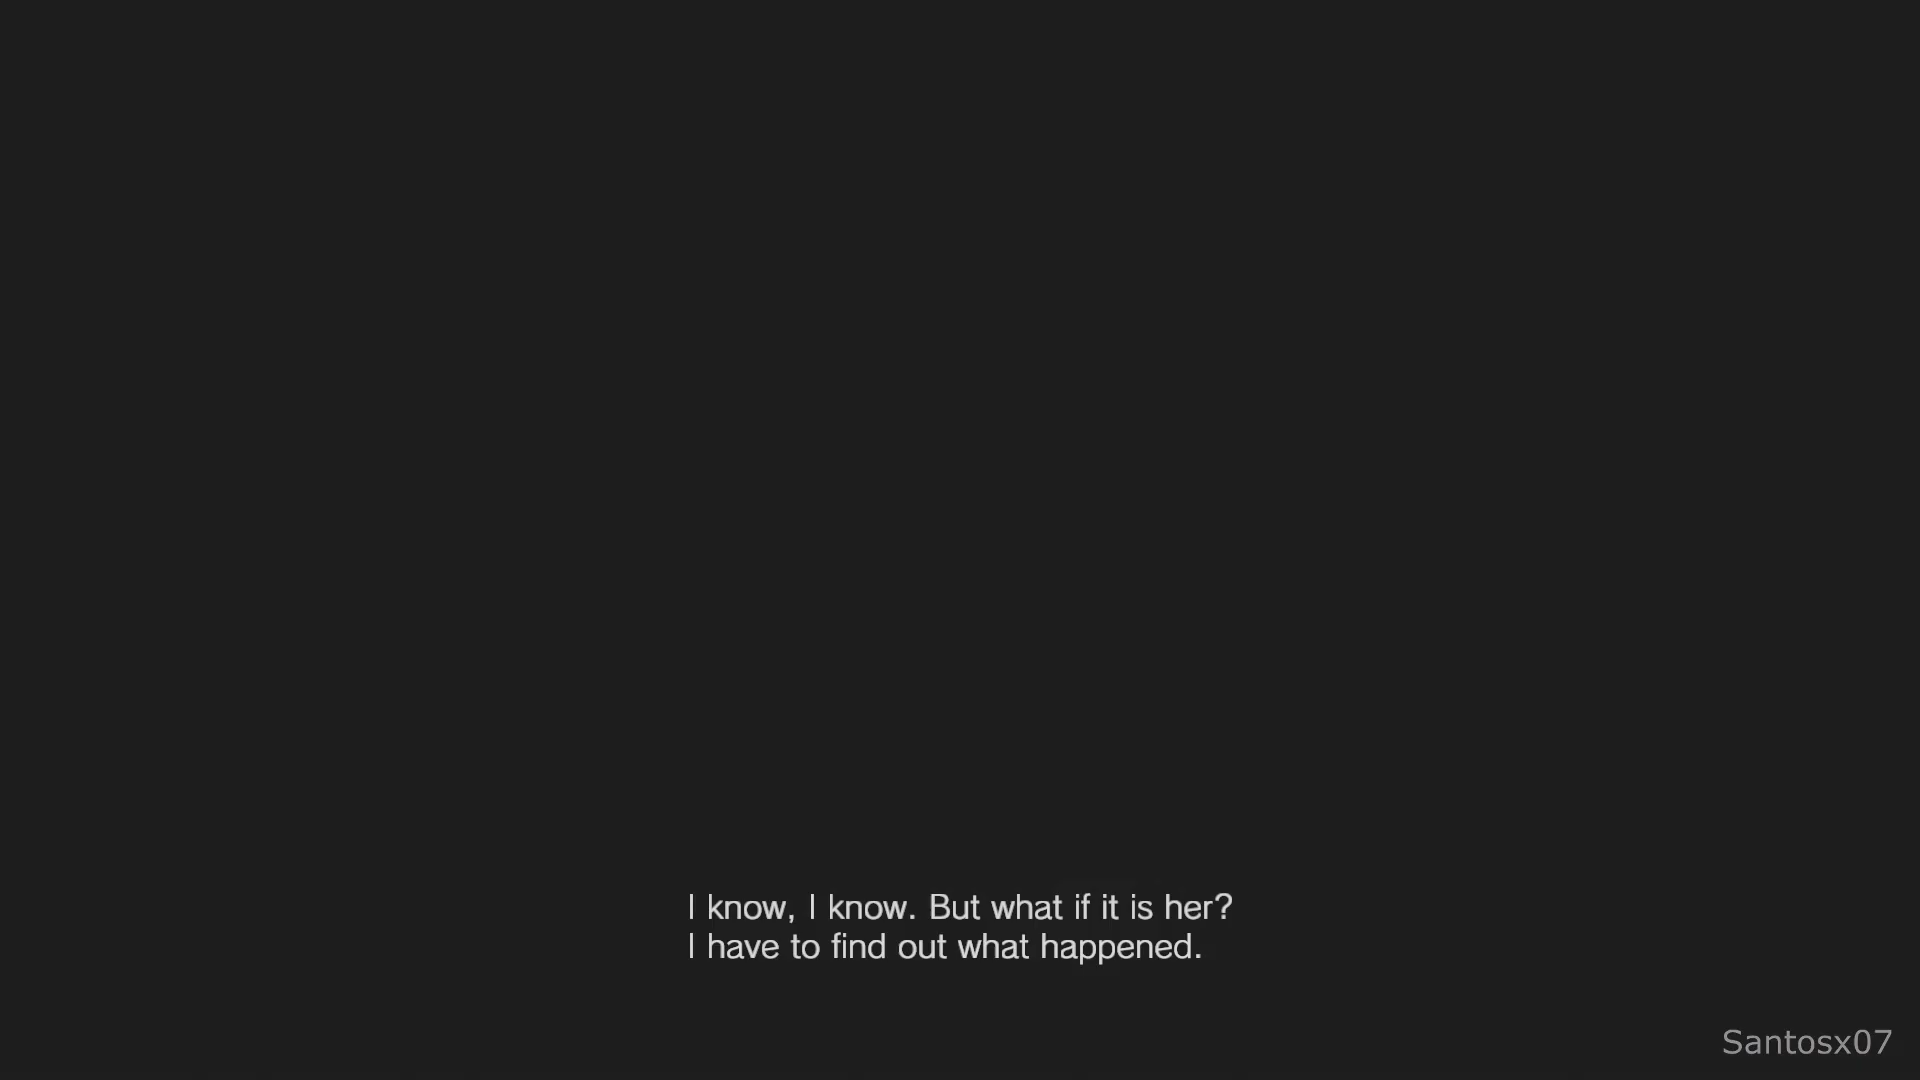 I know, I know. But what if it is her?
I have to find out what happened.
Santosx07